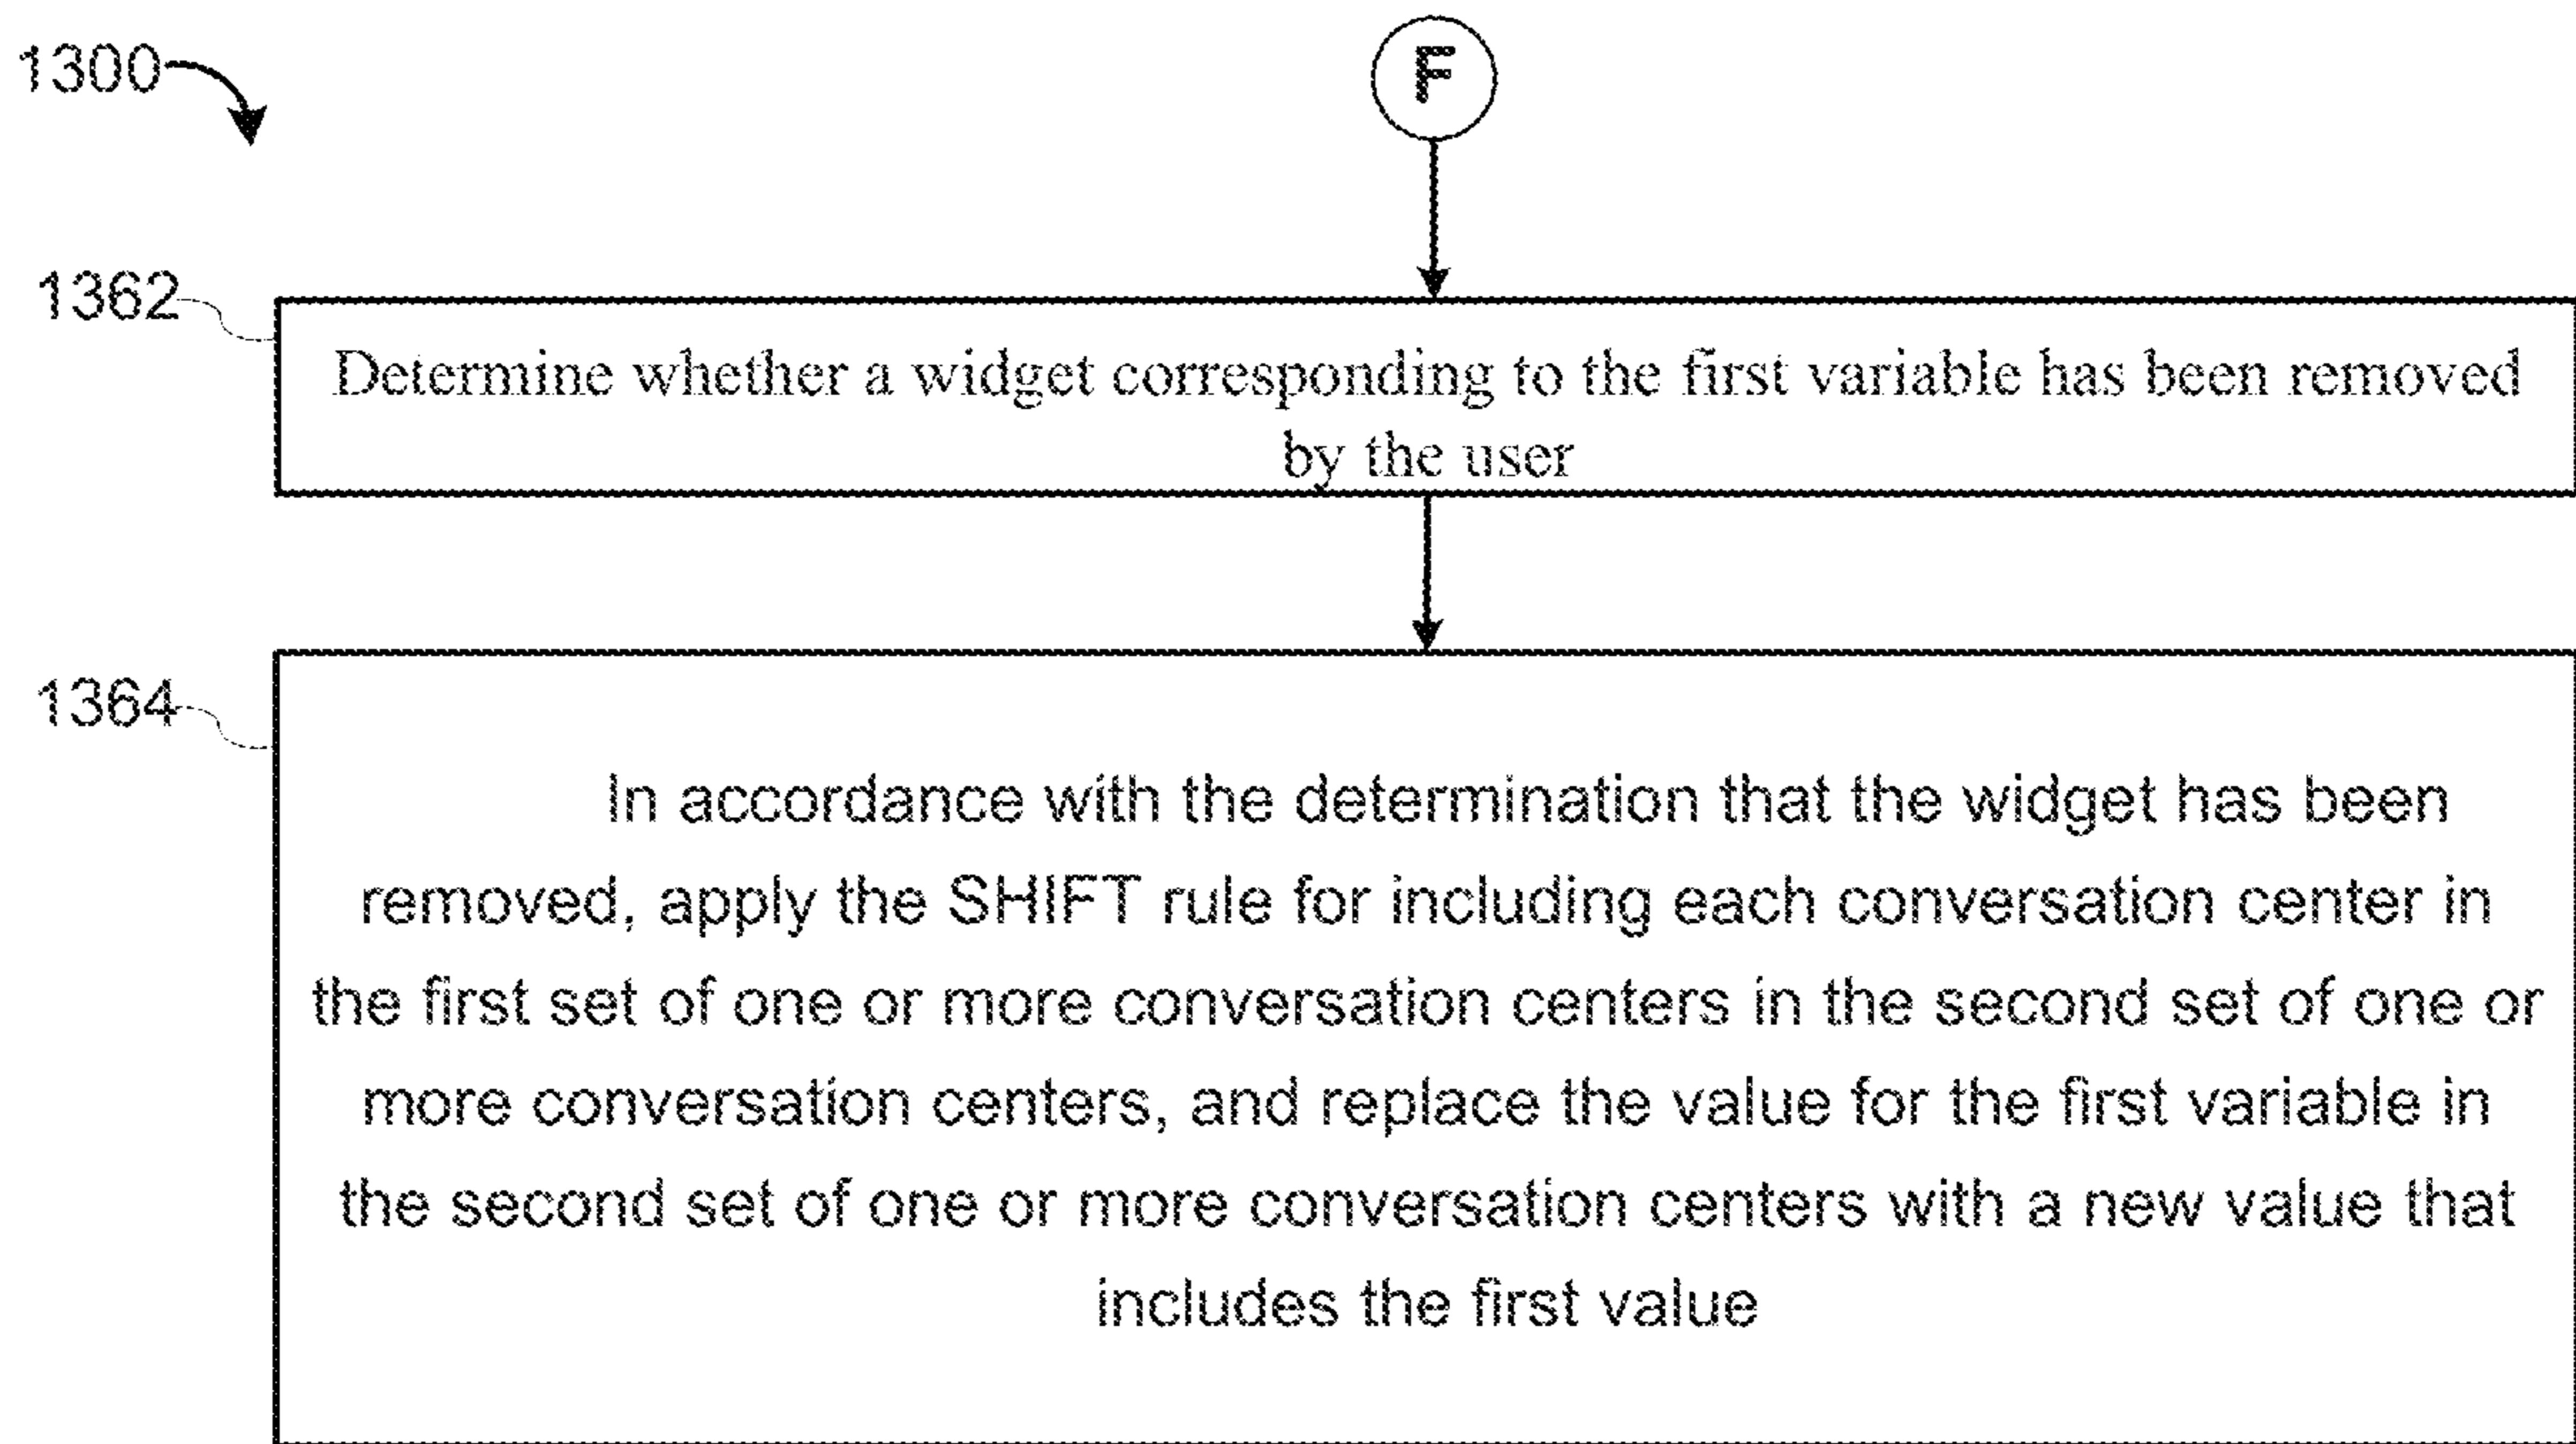 1300
F
1362
Determine whether a widget corresponding to the first variable has been removed
by the user
1364
In accordance with the determination that the widget has been
removed, apply the SHIFT rule for including each conversation center in
the first set of one or more conversation centers in the second set of one or
more conversation centers, and replace the value for the first variable in
the second set of one or more conversation centers with a new value that
includes the first value